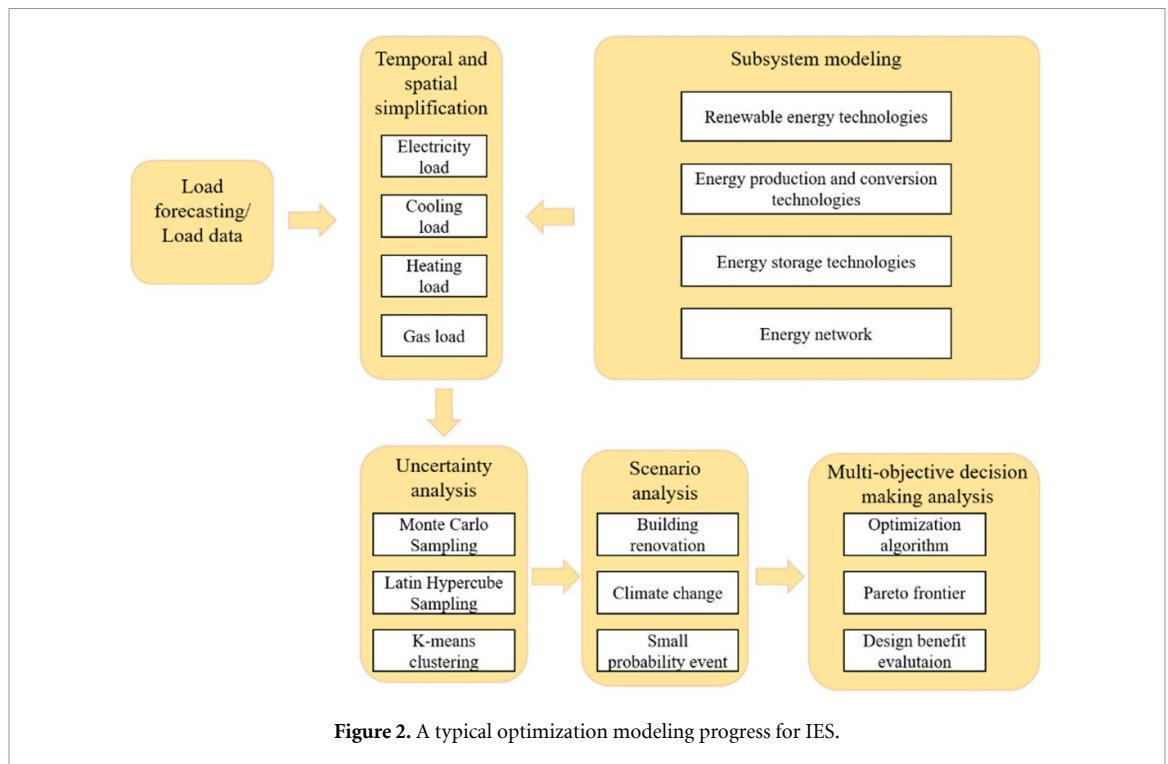 Load
forecasting/
Load data
Temporal and
spatial
simplification
Electricity
load
Cooling
load
Heating
load
Gas load
Subsystem modeling
Renewable energy technologies
Energy production and conversion
technologies
Energy storage technologies
Energy network
Uncertainty
analysis
Monte Carlo
Sampling
Latin Hypercube
Sampling
K-means
clustering
Scenario
analysis
Building
renovation
Climate change
Small
probability event
Multi-objective decision
making analysis
Optimization
algorithm
Pareto frontier
Design benefit
evalutaion
Figure 2. A typical optimization modeling progress for IES.